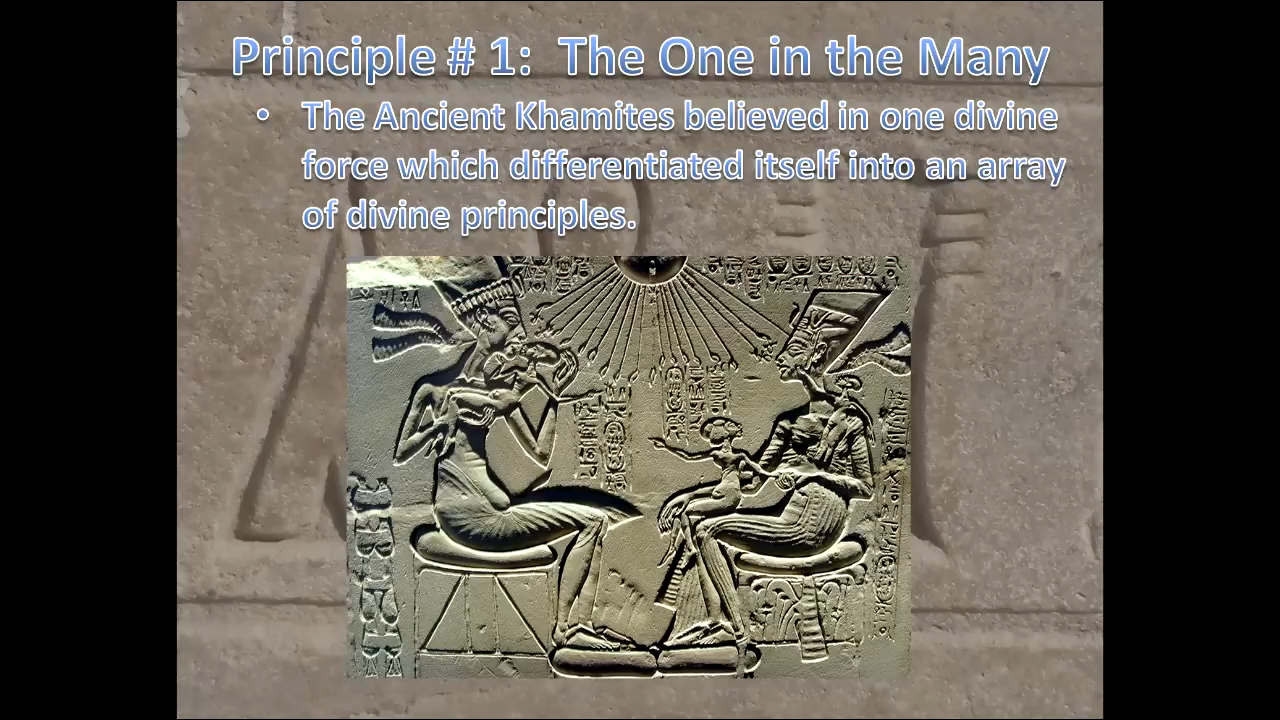 Principle # 1:  The One in the Many
• The Ancient Khamites believed in one divine
force which differentiated itself into an array
of divine principles.